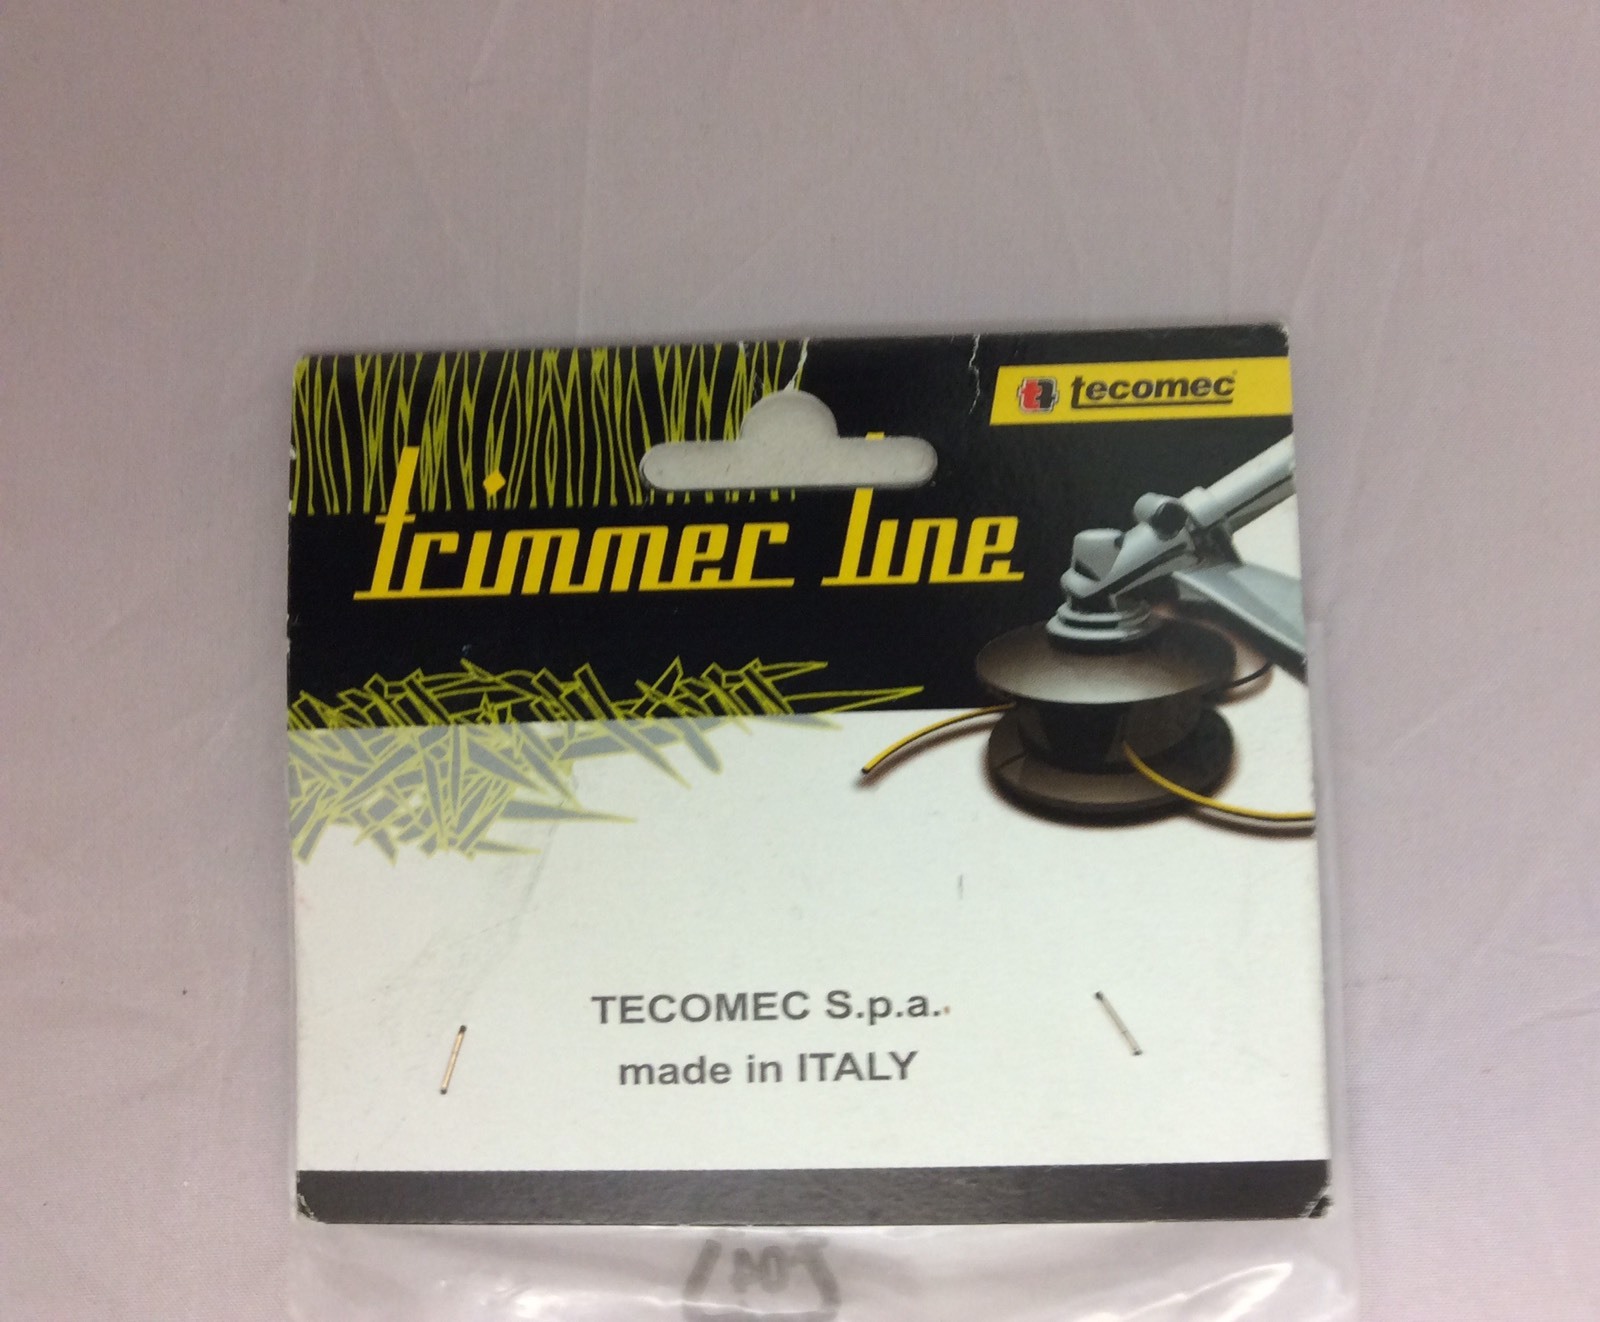 tecomec
trimmer line
TECOMEC S.p.a.
made in ITALY